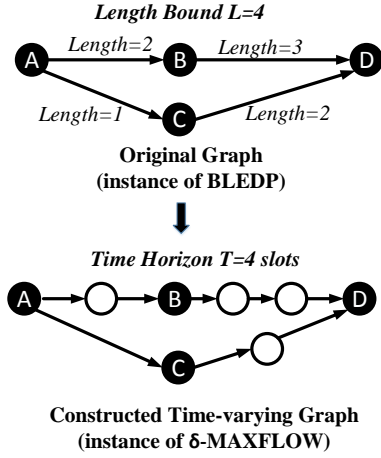 Length Bound L=4
Length=2
Length=3
A
B
D
Length=1
C
Length=2
Original Graph
(instance of BLEDP)
Time Horizon T=4 slots
A
B
D
C
Constructed Time-varying Graph
(instance of δ-MAXFLOW)